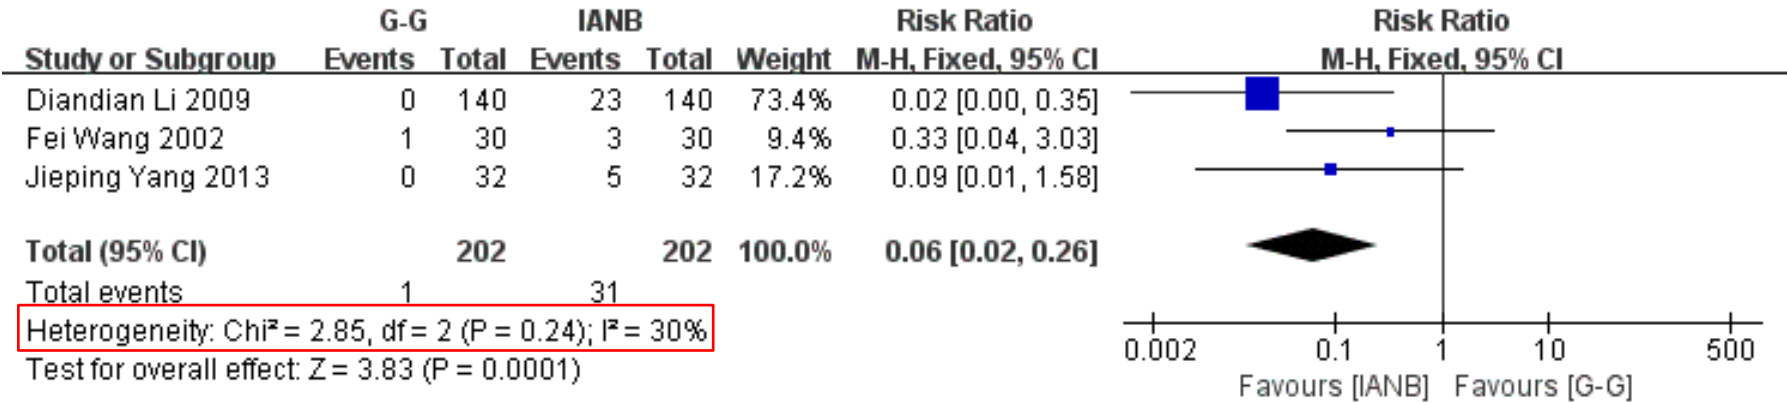 G-G IANB Risk Ratio Risk Ratio
Study or Subgroup Events Total Events Total Weight M-H, Fixed, 95% CI M-H, Fixed, 95% CI
Diandian Li 2009 0 140 23 140 73.4% 0.02 [0.00, 0.35]
Fei Wang 2002 1 30 3 30 9.4% 0.33 [0.04, 3.03]
Jieping Yang 2013 0 32 5 32 17.2% 0.09 [0.01, 1.58]
Total (95% CI) 202 202 100.0% 0.06 [0.02, 0.26]
Total events 1 31
Heterogeneity: Chi² = 2.85, df = 2 (P = 0.24); I² = 30%
Test for overall effect: Z = 3.83 (P = 0.0001)
0.002 0.1 1 10 500
Favours [IANB] Favours [G-G]